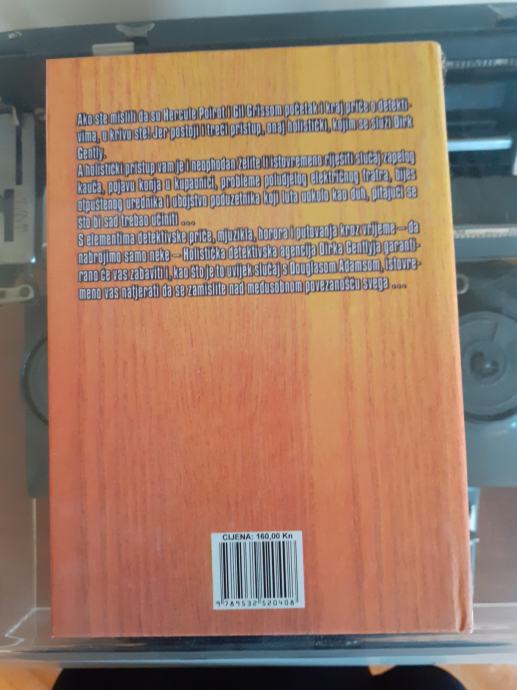 Ako ste mislili da su Hercule Poirot i Gil Grissom početak i kraj priče o detekti-
vima, u krivu ste! Jer postoji i treći pristup, onaj holistički, kojim se služi Dirk
Gently.
A holistički pristup vam je i neophodan želite li istovremeno riješiti slučaj zapelog
kauča, pojavu konja u kupaonici, probleme poludjelog električnog fratra, bijes
otpuštenog urednika i ubojstvo poduzetnika koji luta uokolo kao duh, pitajući se
što bi sad trebao učiniti ...
S elementima detektivske priče, mjuzikla, horora i putovanja kroz vrijeme – da
nabrojimo samo neke – Holistička detektivska agencija Dirka Gentlyja garanti-
rano će vas zabaviti i, kao što je to uvijek slučaj s Douglasom Adamsom, istovre-
meno vas natjerati da se zamislite nad međusobnom povezanošću svega ...
CIJENA: 160,00 Kn
9 789532 520408